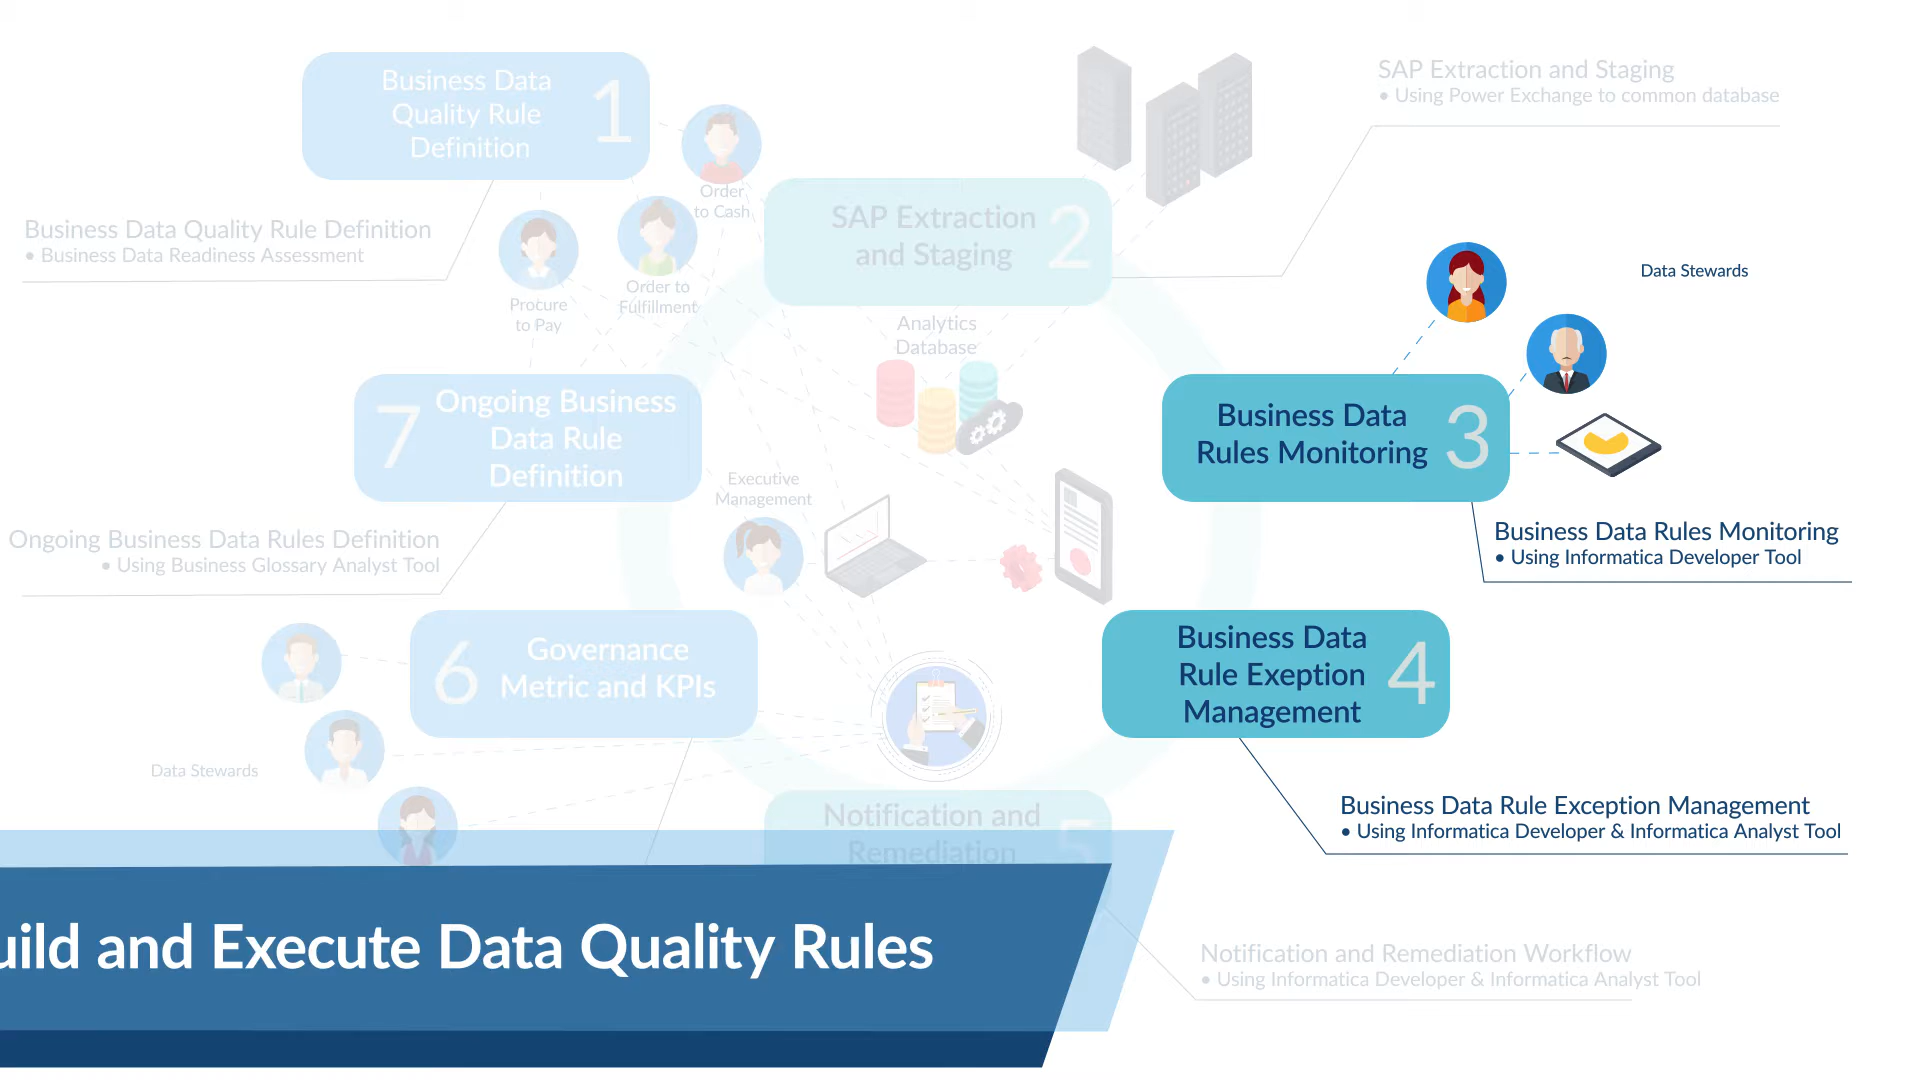 Business Data
Quality Rule
Definition
1
Business Data Quality Rule Definition
• Business Data Readiness Assessment
Order
to Cash
Order to
Fulfillment
Procure
to Pay
SAP Extraction
and Staging
2
SAP Extraction and Staging
• Using Power Exchange to common database
Analytics
Database
Data Stewards
Business Data
Rules Monitoring
3
Business Data Rules Monitoring
• Using Informatica Developer Tool
7
Ongoing Business
Data Rule
Definition
Ongoing Business Data Rules Definition
• Using Business Glossary Analyst Tool
Executive
Management
Business Data
Rule Exeption
Management
4
Business Data Rule Exception Management
• Using Informatica Developer & Informatica Analyst Tool
6
Governance
Metric and KPIs
Data Stewards
Notification and
Remediation
5
Notification and Remediation Workflow
• Using Informatica Developer & Informatica Analyst Tool
uild and Execute Data Quality Rules